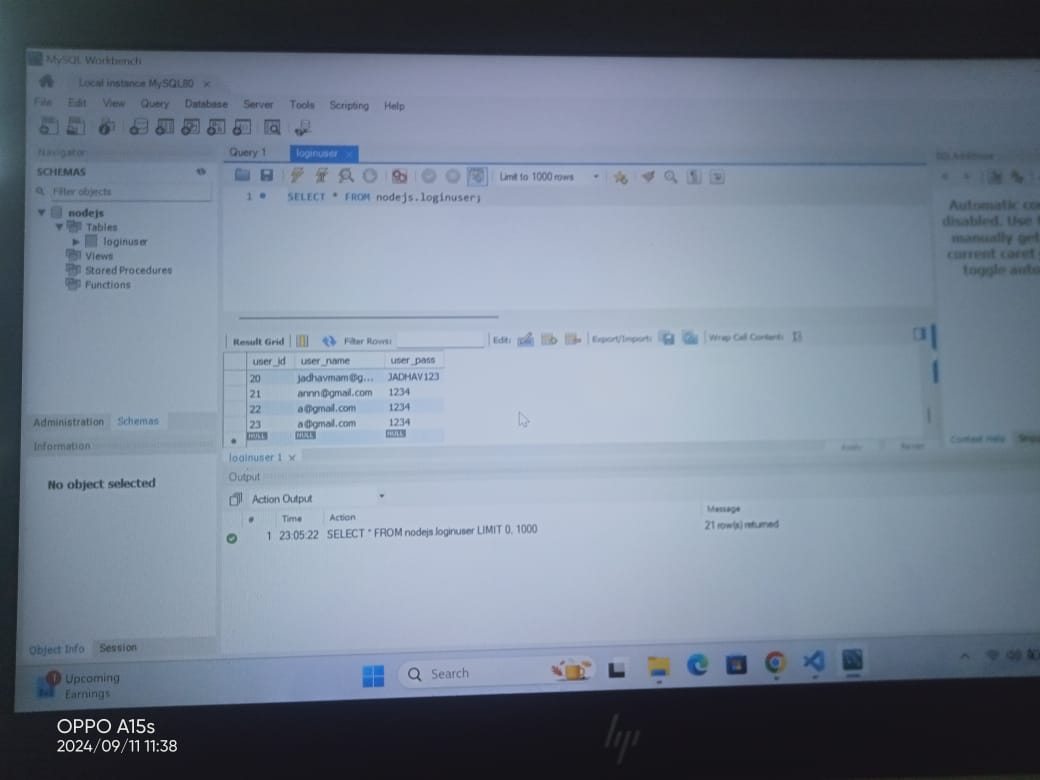 MySQL Workbench
Local instance MySQL80 ×
File Edit View Query Database Server Tools Scripting Help
Navigator
SCHEMAS
Filter objects
nodejs
Tables
loginuser
Views
Stored Procedures
Functions
Administration Schemas
Information
No object selected
Object Info Session
Query 1 loginuser ×
Limit to 1000 rows
1 SELECT * FROM nodejs.loginuser;
Result Grid Filter Rows: Edit: Export/Import: Wrap Cell Content:
user_id user_name user_pass
20 jadhavmam@g... JADHAV123
21 annn@gmail.com 1234
22 a@gmail.com 1234
23 a@gmail.com 1234
NULL NULL NULL
loginuser 1 ×
Apply Revert
Output
Action Output
# Time Action Message
1 23:05:22 SELECT * FROM nodejs.loginuser LIMIT 0, 1000 21 row(s) returned
Automatic
disabled. Use
manually
current caret
toggle
Context Help
1
Upcoming
Earnings
Search
hp
OPPO A15s
2024/09/11 11:38